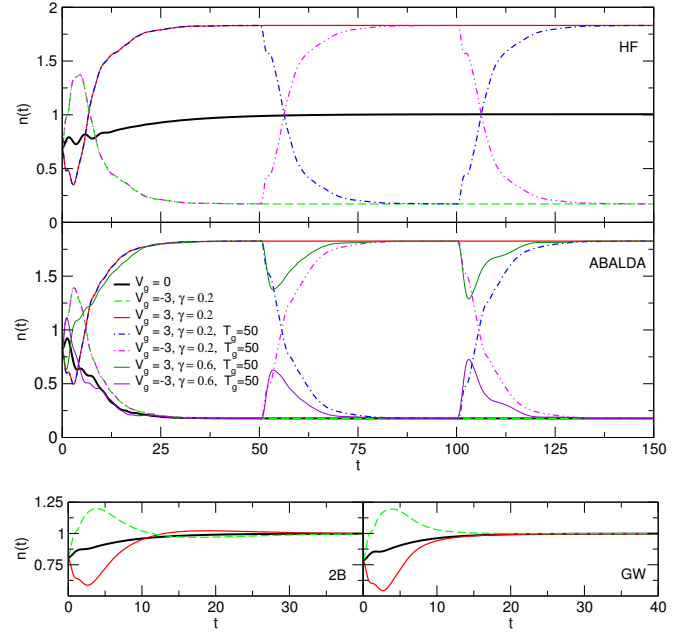 2
1.5
1
0.5
0
n(t)
HF
1.5
1
0.5
0
n(t)
ABALDA
V_g = 0
V_g=-3, γ=0.2
V_g= 3, γ=0.2
V_g= 3, γ=0.2, T_g=50
V_g=-3, γ=0.2, T_g=50
V_g= 3, γ=0.6, T_g=50
V_g=-3, γ=0.6, T_g=50
0 25 50 75 100 125 150
t
1.25
1
0.75
n(t)
2B
GW
0 10 20 30 0 10 20 30 40
t t